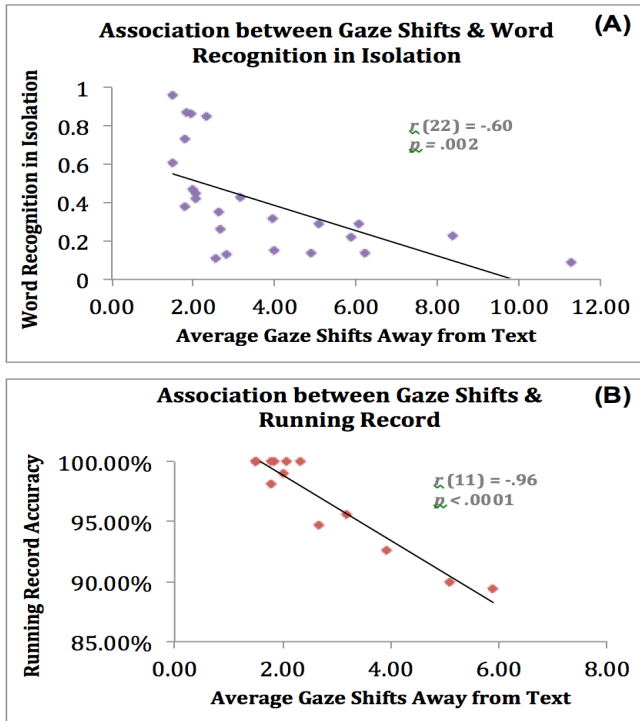 Association between Gaze Shifts & Word
Recognition in Isolation
(A)
Word Recognition in Isolation
1
0.8
0.6
0.4
0.2
0
r (22) = -.60
p = .002
0.00 2.00 4.00 6.00 8.00 10.00 12.00
Average Gaze Shifts Away from Text
Association between Gaze Shifts &
Running Record
(B)
Running Record Accuracy
100.00%
95.00%
90.00%
85.00%
r (11) = -.96
p < .0001
0.00 2.00 4.00 6.00 8.00
Average Gaze Shifts Away from Text